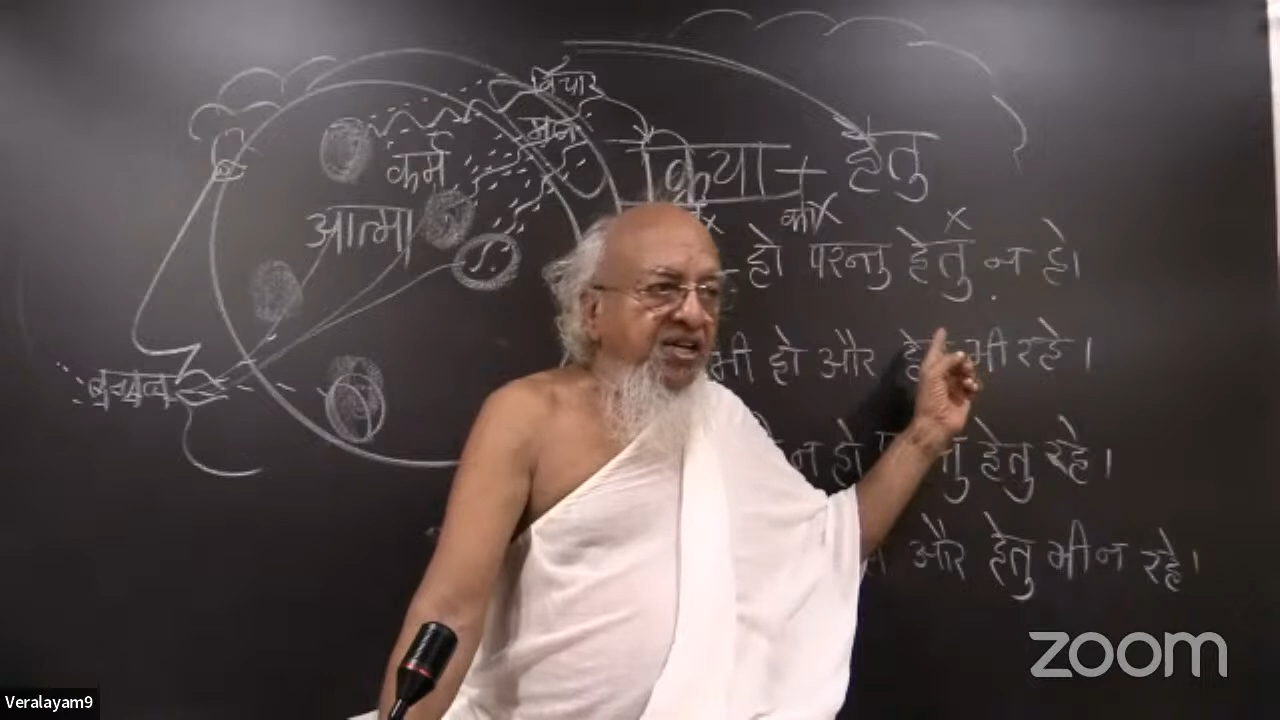 विचार
मन
कर्म
क्रिया + हेतु
आत्मा
हो परन्तु हेतु न हो।
भी हो और हेतु भी रहे।
न हो हेतु रहे।
और हेतु भी न रहे।
zoom
Veralayam9